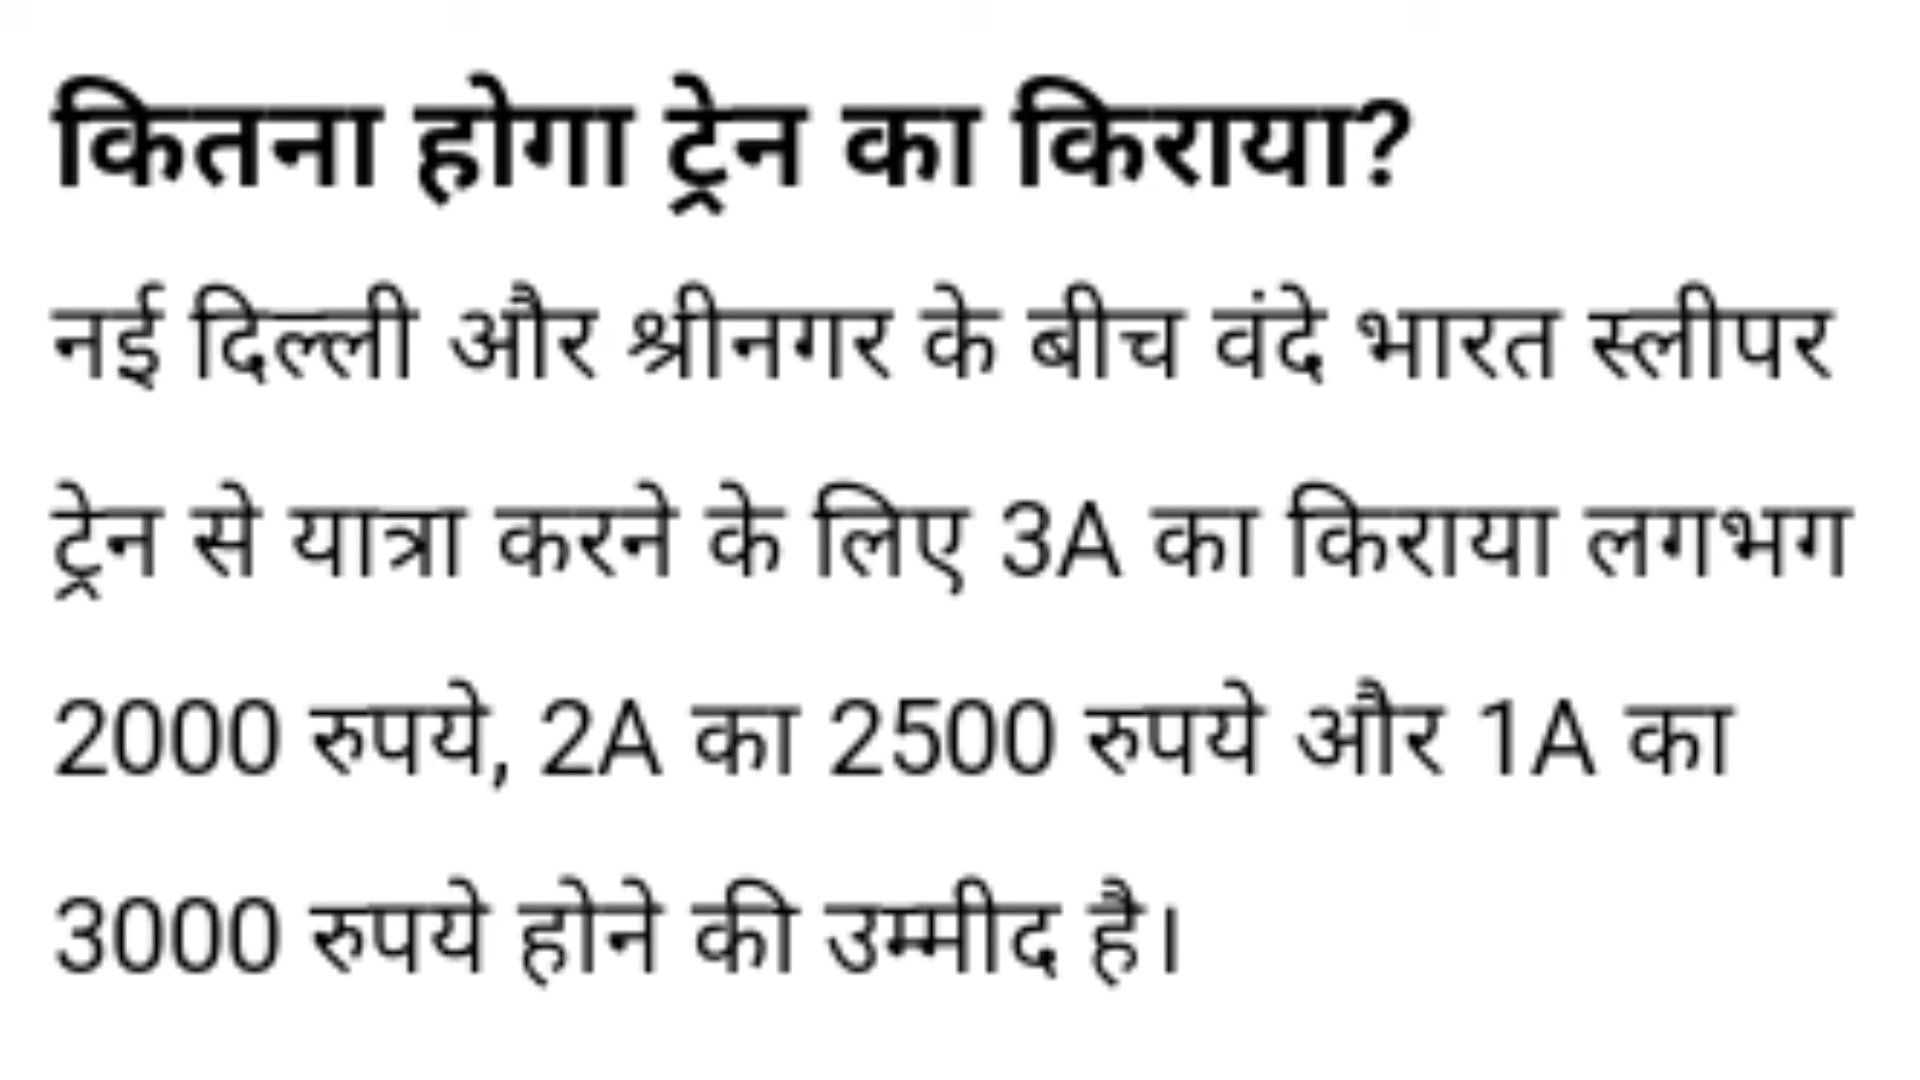 कितना होगा ट्रेन का किराया?
नई दिल्ली और श्रीनगर के बीच वंदे भारत स्लीपर
ट्रेन से यात्रा करने के लिए 3A का किराया लगभग
2000 रुपये, 2A का 2500 रुपये और 1A का
3000 रुपये होने की उम्मीद है।